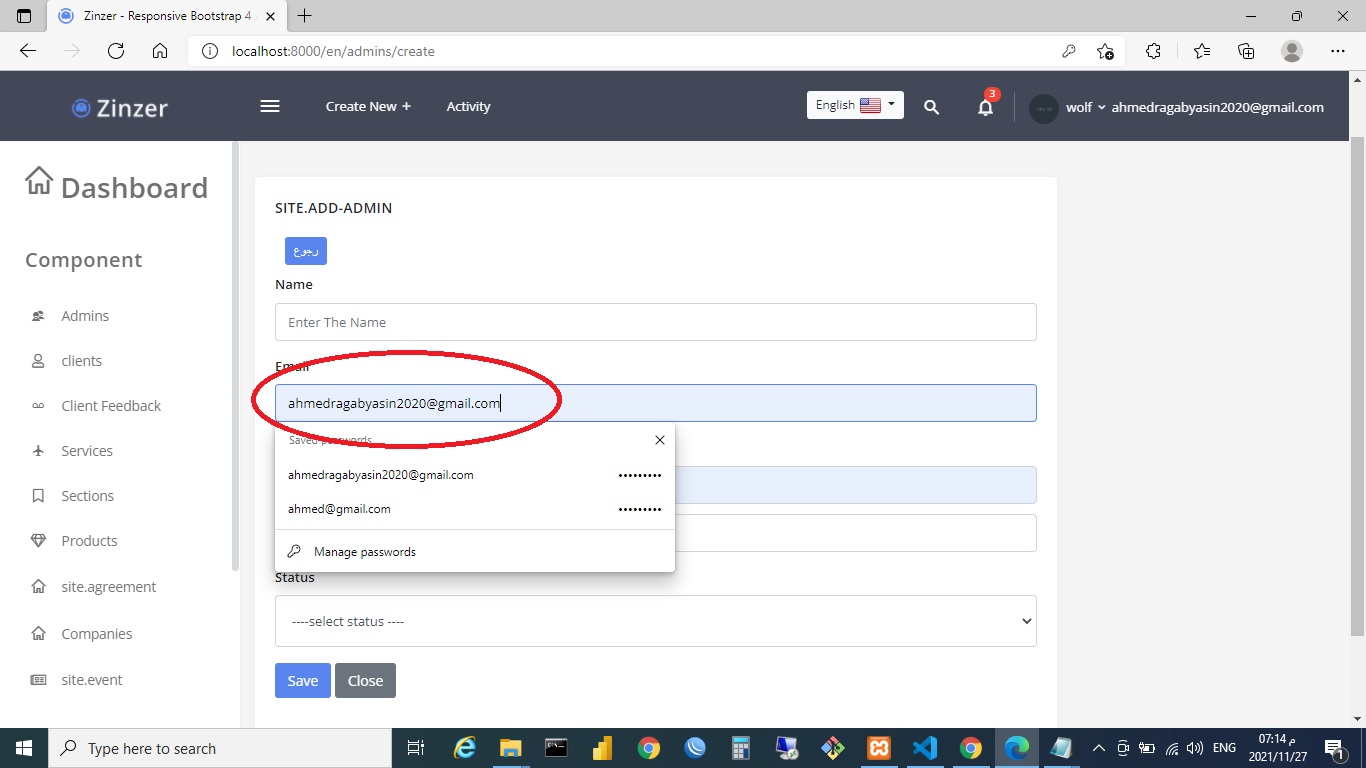 Zinzer - Responsive Bootstrap 4
localhost:8000/en/admins/create
Zinzer
Create New +
Activity
English
3
wolf
ahmedragabyasin2020@gmail.com
Dashboard
Component
Admins
clients
Client Feedback
Services
Sections
Products
site.agreement
Companies
site.event
SITE.ADD-ADMIN
رجوع
Name
Enter The Name
Email
ahmedragabyasin2020@gmail.com
Saved passwords
ahmedragabyasin2020@gmail.com •••••••••
ahmed@gmail.com •••••••••
Manage passwords
Status
----select status ----
Save
Close
Type here to search
ENG
07:14 م
2021/11/27
1